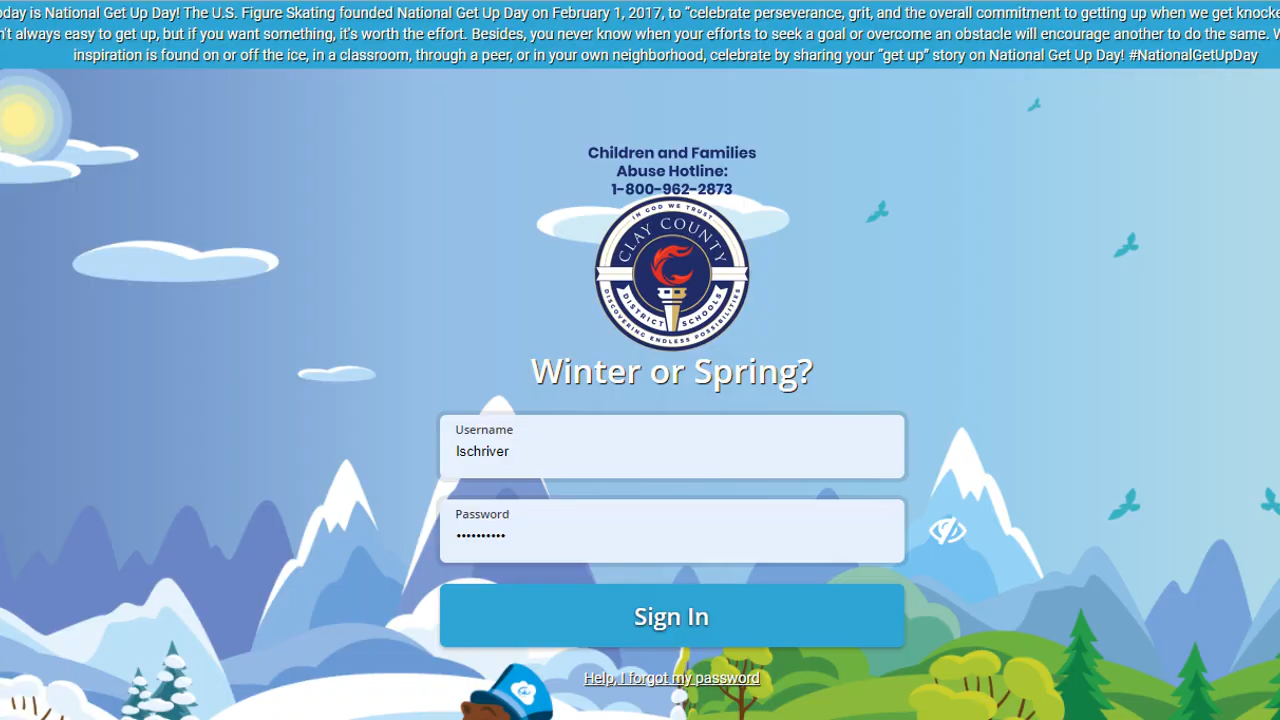 day is National Get Up Day! The U.S. Figure Skating founded National Get Up Day on February 1, 2017, to "celebrate perseverance, grit, and the overall commitment to getting up when we get
n't always easy to get up, but if you want something, it's worth the effort. Besides, you never know when your efforts to seek a goal or overcome an obstacle will encourage another to do the same.
inspiration is found on or off the ice, in a classroom, through a peer, or in your own neighborhood, celebrate by sharing your "get up" story on National Get Up Day! #NationalGetUpDay
Children and Families
Abuse Hotline:
1-800-962-2873
IN GOD WE TRUST
CLAY COUNTY
DISTRICT SCHOOLS
DISCOVERING ENDLESS POSSIBILITIES
Winter or Spring?
Username
lschriver
Password
••••••••••
Sign In
Help, I forgot my password